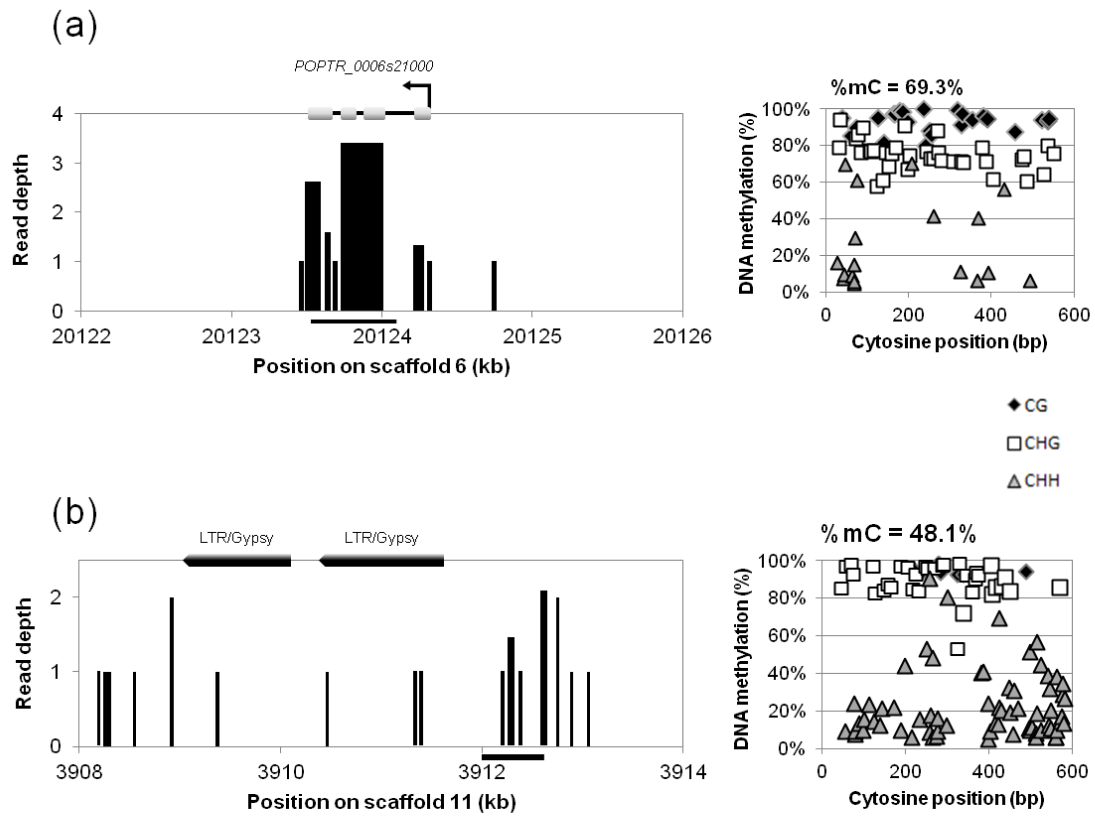 (a)
POPTR_0006s21000
4
3
2
1
0
Read depth
20122 20123 20124 20125 20126
Position on scaffold 6 (kb)
%mC = 69.3%
100%
80%
60%
40%
20%
0%
DNA methylation (%)
0 200 400 600
Cytosine position (bp)
CG
CHG
CHH
(b)
LTR/Gypsy LTR/Gypsy
2
1
0
Read depth
3908 3910 3912 3914
Position on scaffold 11 (kb)
% mC = 48.1%
100%
80%
60%
40%
20%
0%
DNA methylation (%)
0 200 400 600
Cytosine position (bp)